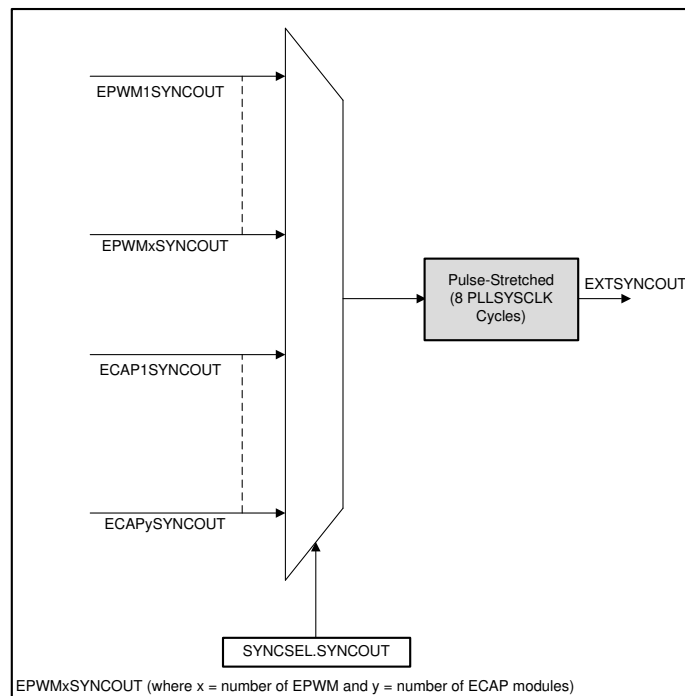 EPWM1SYNCOUT
EPWMxSYNCOUT
Pulse-Stretched
(8 PLLSYSCLK
Cycles)
EXTSYNCOUT
ECAP1SYNCOUT
ECAPySYNCOUT
SYNCSEL.SYNCOUT
EPWMxSYNCOUT (where x = number of EPWM and y = number of ECAP modules)